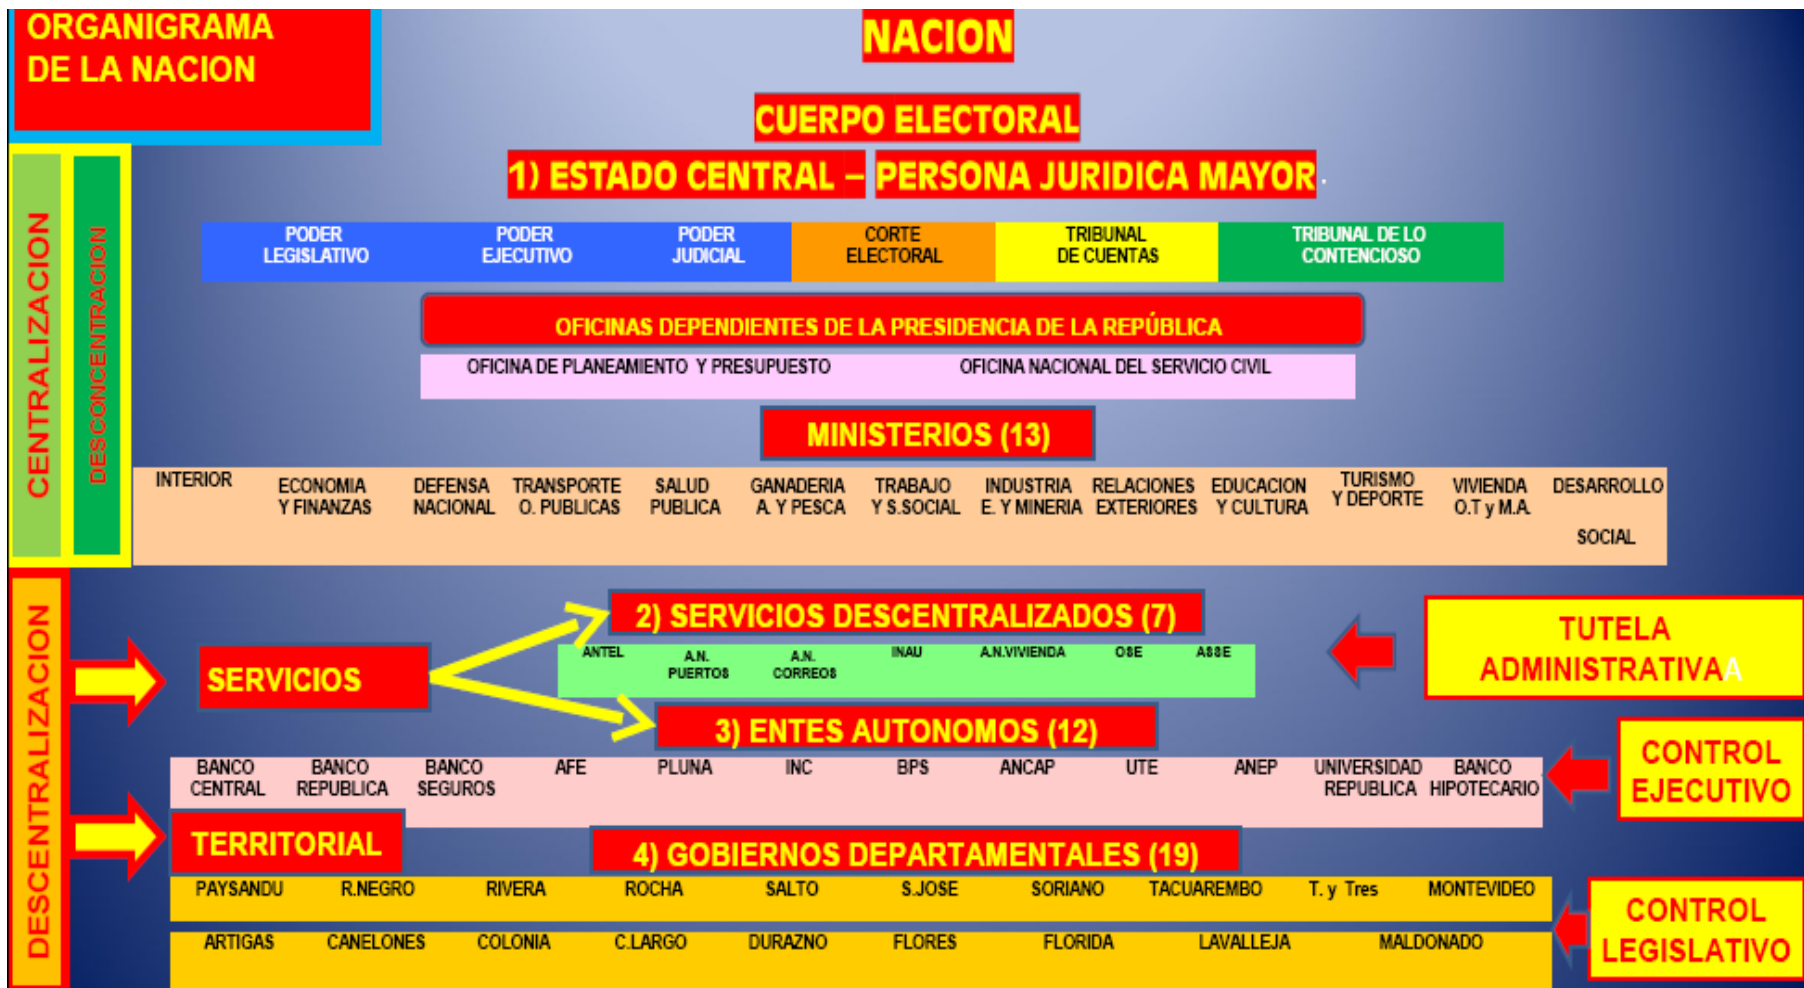 ORGANIGRAMA
DE LA NACION
NACION
CUERPO ELECTORAL
1) ESTADO CENTRAL – PERSONA JURIDICA MAYOR.
CENTRALIZACION
DESCONCENTRACION
PODER
LEGISLATIVO
PODER
EJECUTIVO
PODER
JUDICIAL
CORTE
ELECTORAL
TRIBUNAL
DE CUENTAS
TRIBUNAL DE LO
CONTENCIOSO
OFICINAS DEPENDIENTES DE LA PRESIDENCIA DE LA REPÚBLICA
OFICINA DE PLANEAMIENTO Y PRESUPUESTO
OFICINA NACIONAL DEL SERVICIO CIVIL
MINISTERIOS (13)
INTERIOR
ECONOMIA
Y FINANZAS
DEFENSA
NACIONAL
TRANSPORTE
O. PUBLICAS
SALUD
PUBLICA
GANADERIA
A. Y PESCA
TRABAJO
Y S.SOCIAL
INDUSTRIA
E. Y MINERIA
RELACIONES
EXTERIORES
EDUCACION
Y CULTURA
TURISMO
Y DEPORTE
VIVIENDA
O.T y M.A.
DESARROLLO
SOCIAL
DESCENTRALIZACION
SERVICIOS
2) SERVICIOS DESCENTRALIZADOS (7)
ANTEL
A.N.
PUERTOS
A.N.
CORREOS
INAU
A.N.VIVIENDA
OSE
ASSE
TUTELA
ADMINISTRATIVAA
3) ENTES AUTONOMOS (12)
BANCO
CENTRAL
BANCO
REPUBLICA
BANCO
SEGUROS
AFE
PLUNA
INC
BPS
ANCAP
UTE
ANEP
UNIVERSIDAD
REPUBLICA
BANCO
HIPOTECARIO
CONTROL
EJECUTIVO
TERRITORIAL
4) GOBIERNOS DEPARTAMENTALES (19)
PAYSANDU R.NEGRO RIVERA ROCHA SALTO S.JOSE SORIANO TACUAREMBO T. y Tres MONTEVIDEO
ARTIGAS CANELONES COLONIA C.LARGO DURAZNO FLORES FLORIDA LAVALLEJA MALDONADO
CONTROL
LEGISLATIVO